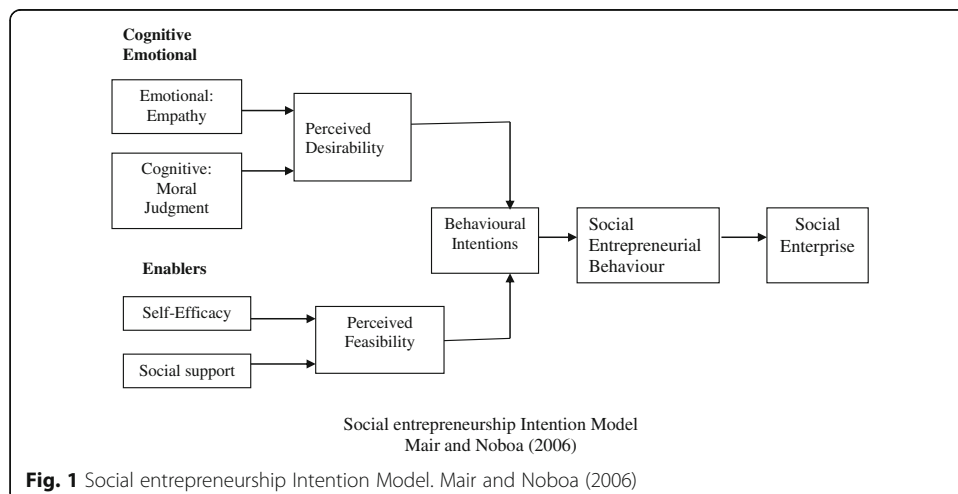 Cognitive
Emotional
Emotional:
Empathy
Cognitive:
Moral
Judgment
Perceived
Desirability
Behavioural
Intentions
Social
Entrepreneurial
Behaviour
Social
Enterprise
Enablers
Self-Efficacy
Social support
Perceived
Feasibility
Social entrepreneurship Intention Model
Mair and Noboa (2006)
Fig. 1 Social entrepreneurship Intention Model. Mair and Noboa (2006)